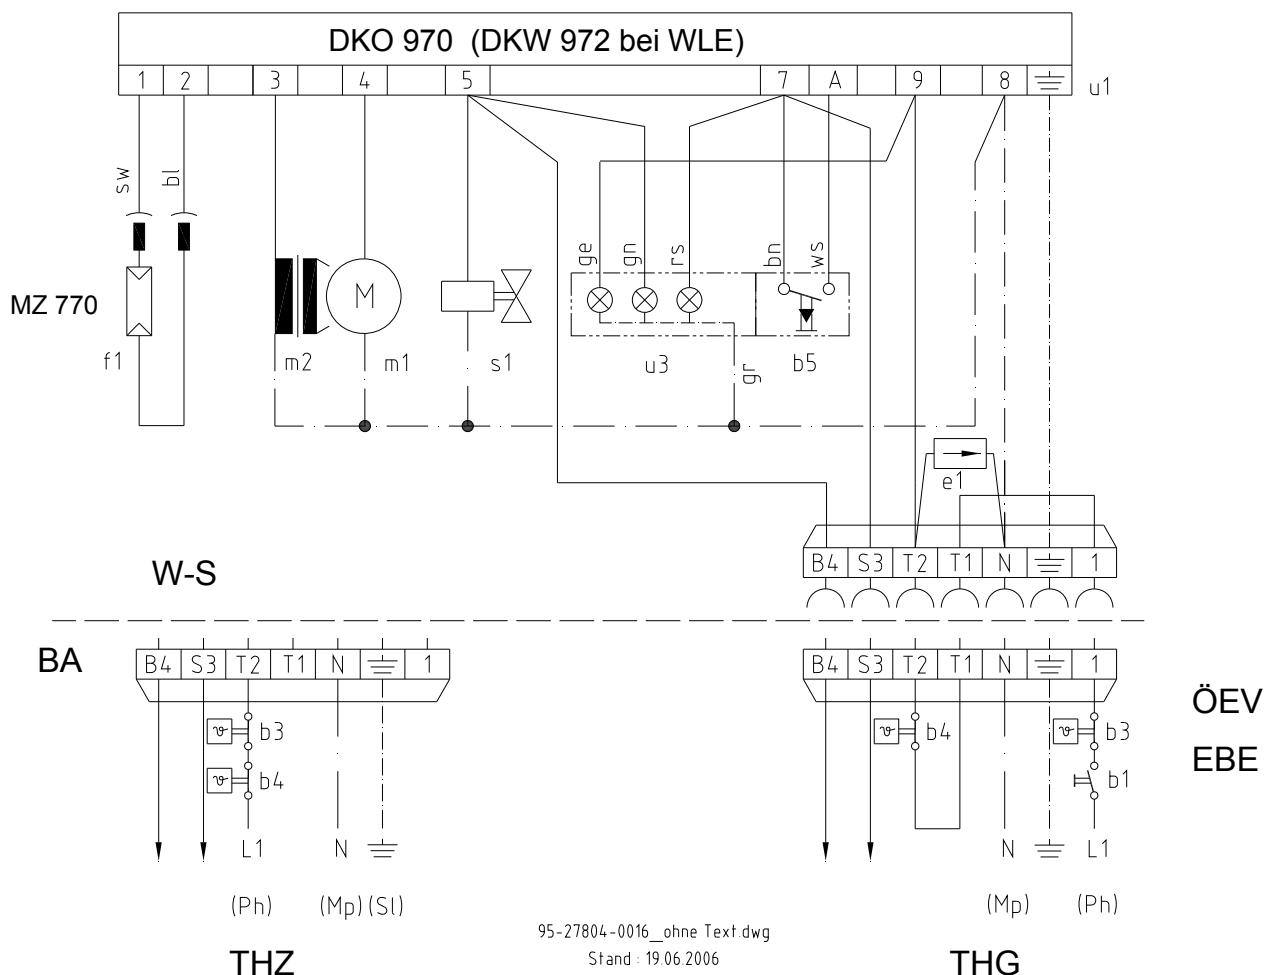 DKO 970 (DKW 972 bei WLE)
1 2 3 4 5 7 A 9 8
u1
sw bl
ge gn rs bn ws
MZ 770
M
f1 m2 m1 s1 u3 gr b5
e1
B4 S3 T2 T1 N 1
W-S
BA
B4 S3 T2 T1 N 1
B4 S3 T2 T1 N 1
ÖEV
EBE
ϑ b3
ϑ b4
ϑ b4
ϑ b3
b1
L1 N
N L1
(Ph) (Mp) (Sl)
(Mp) (Ph)
95-27804-0016_ohne Text.dwg
Stand : 19.06.2006
THZ
THG